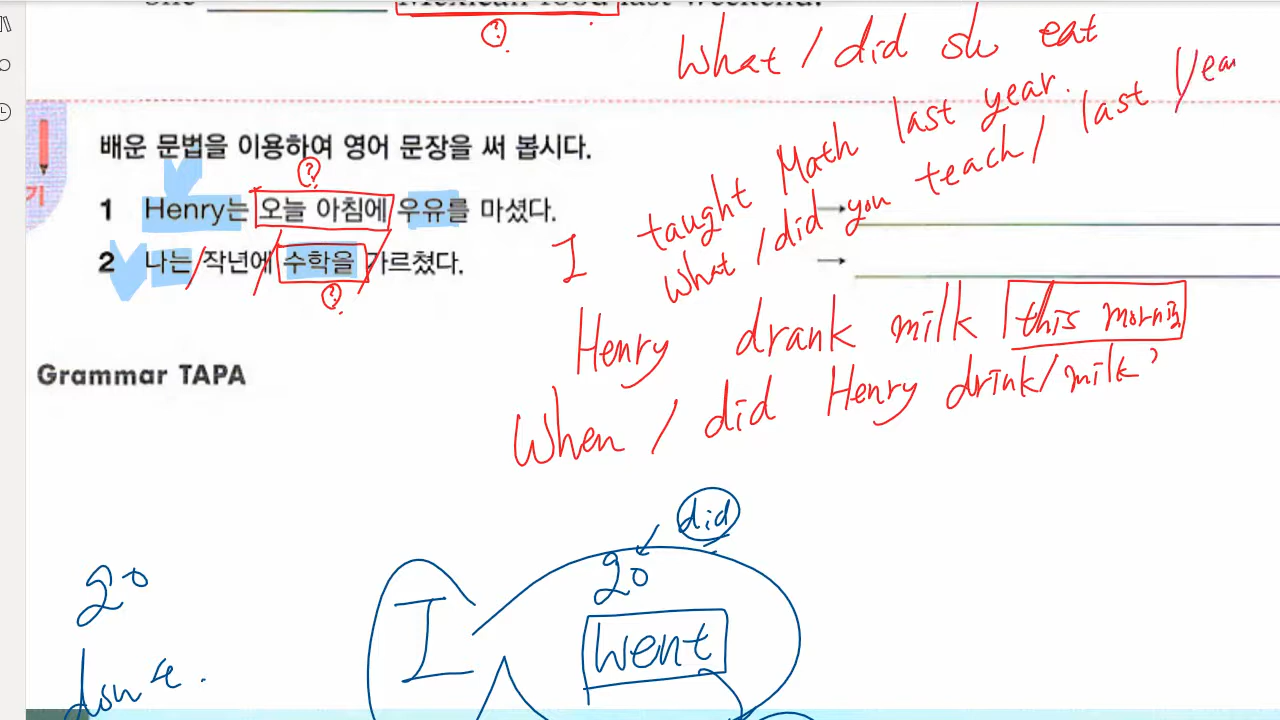 last weekend.
What / did she eat
배운 문법을 이용하여 영어 문장을 써 봅시다.
I taught Math last year.
What / did you teach / last year
1 Henry는 오늘 아침에 우유를 마셨다. →
2 나는 / 작년에 / 수학을 / 가르쳤다. →
Henry drank milk / this morning
When / did Henry drink / milk ?
Grammar TAPA
did
go
go
I went